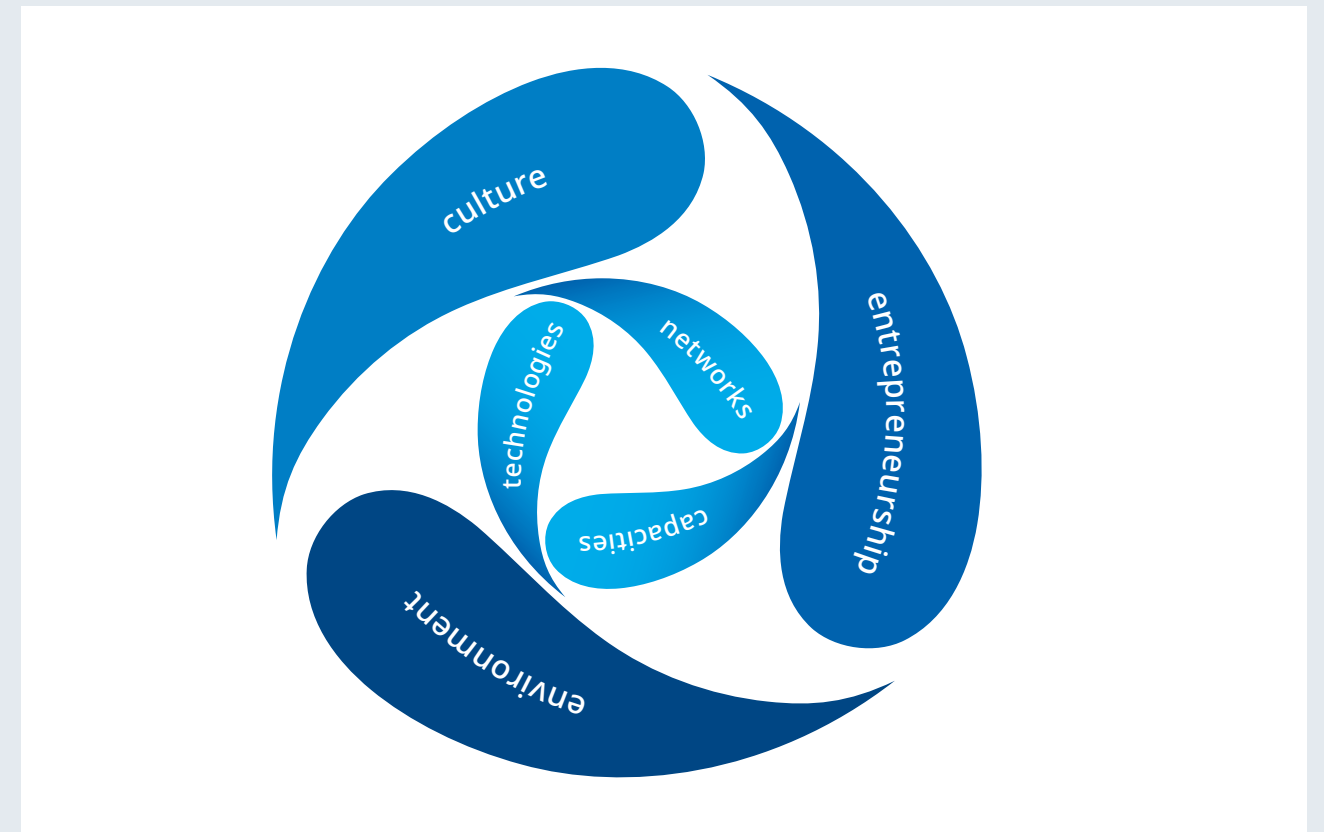 culture
entrepreneurship
environment
networks
technologies
capacities